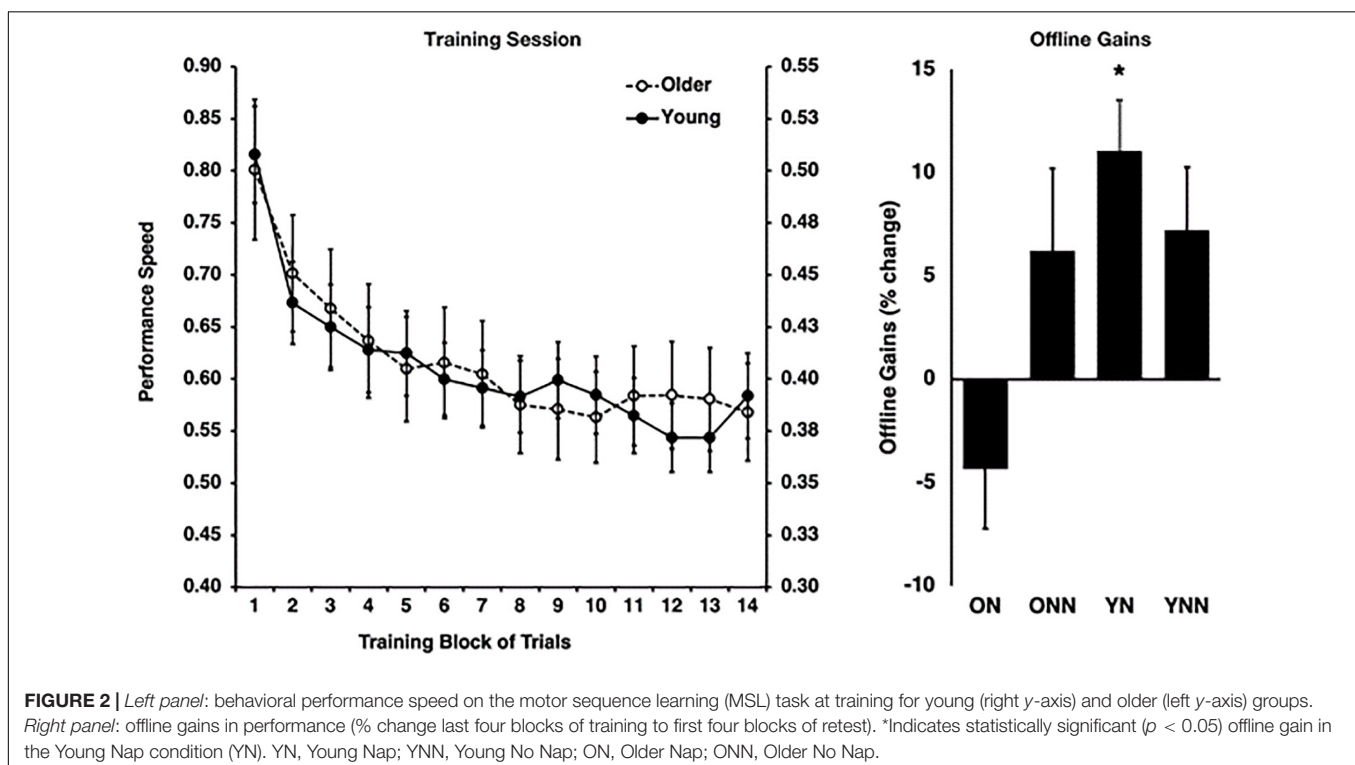 Training Session
Offline Gains
0.90
0.85
0.80
0.75
0.70
0.65
0.60
0.55
0.50
0.45
0.40
0.55
0.53
0.50
0.48
0.45
0.43
0.40
0.38
0.35
0.33
0.30
Older
Young
Performance Speed
1 2 3 4 5 6 7 8 9 10 11 12 13 14
Training Block of Trials
15
10
5
0
-5
-10
*
Offline Gains (% change)
ON ONN YN YNN
FIGURE 2 | Left panel: behavioral performance speed on the motor sequence learning (MSL) task at training for young (right y-axis) and older (left y-axis) groups.
Right panel: offline gains in performance (% change last four blocks of training to first four blocks of retest). *Indicates statistically significant (p < 0.05) offline gain in
the Young Nap condition (YN). YN, Young Nap; YNN, Young No Nap; ON, Older Nap; ONN, Older No Nap.